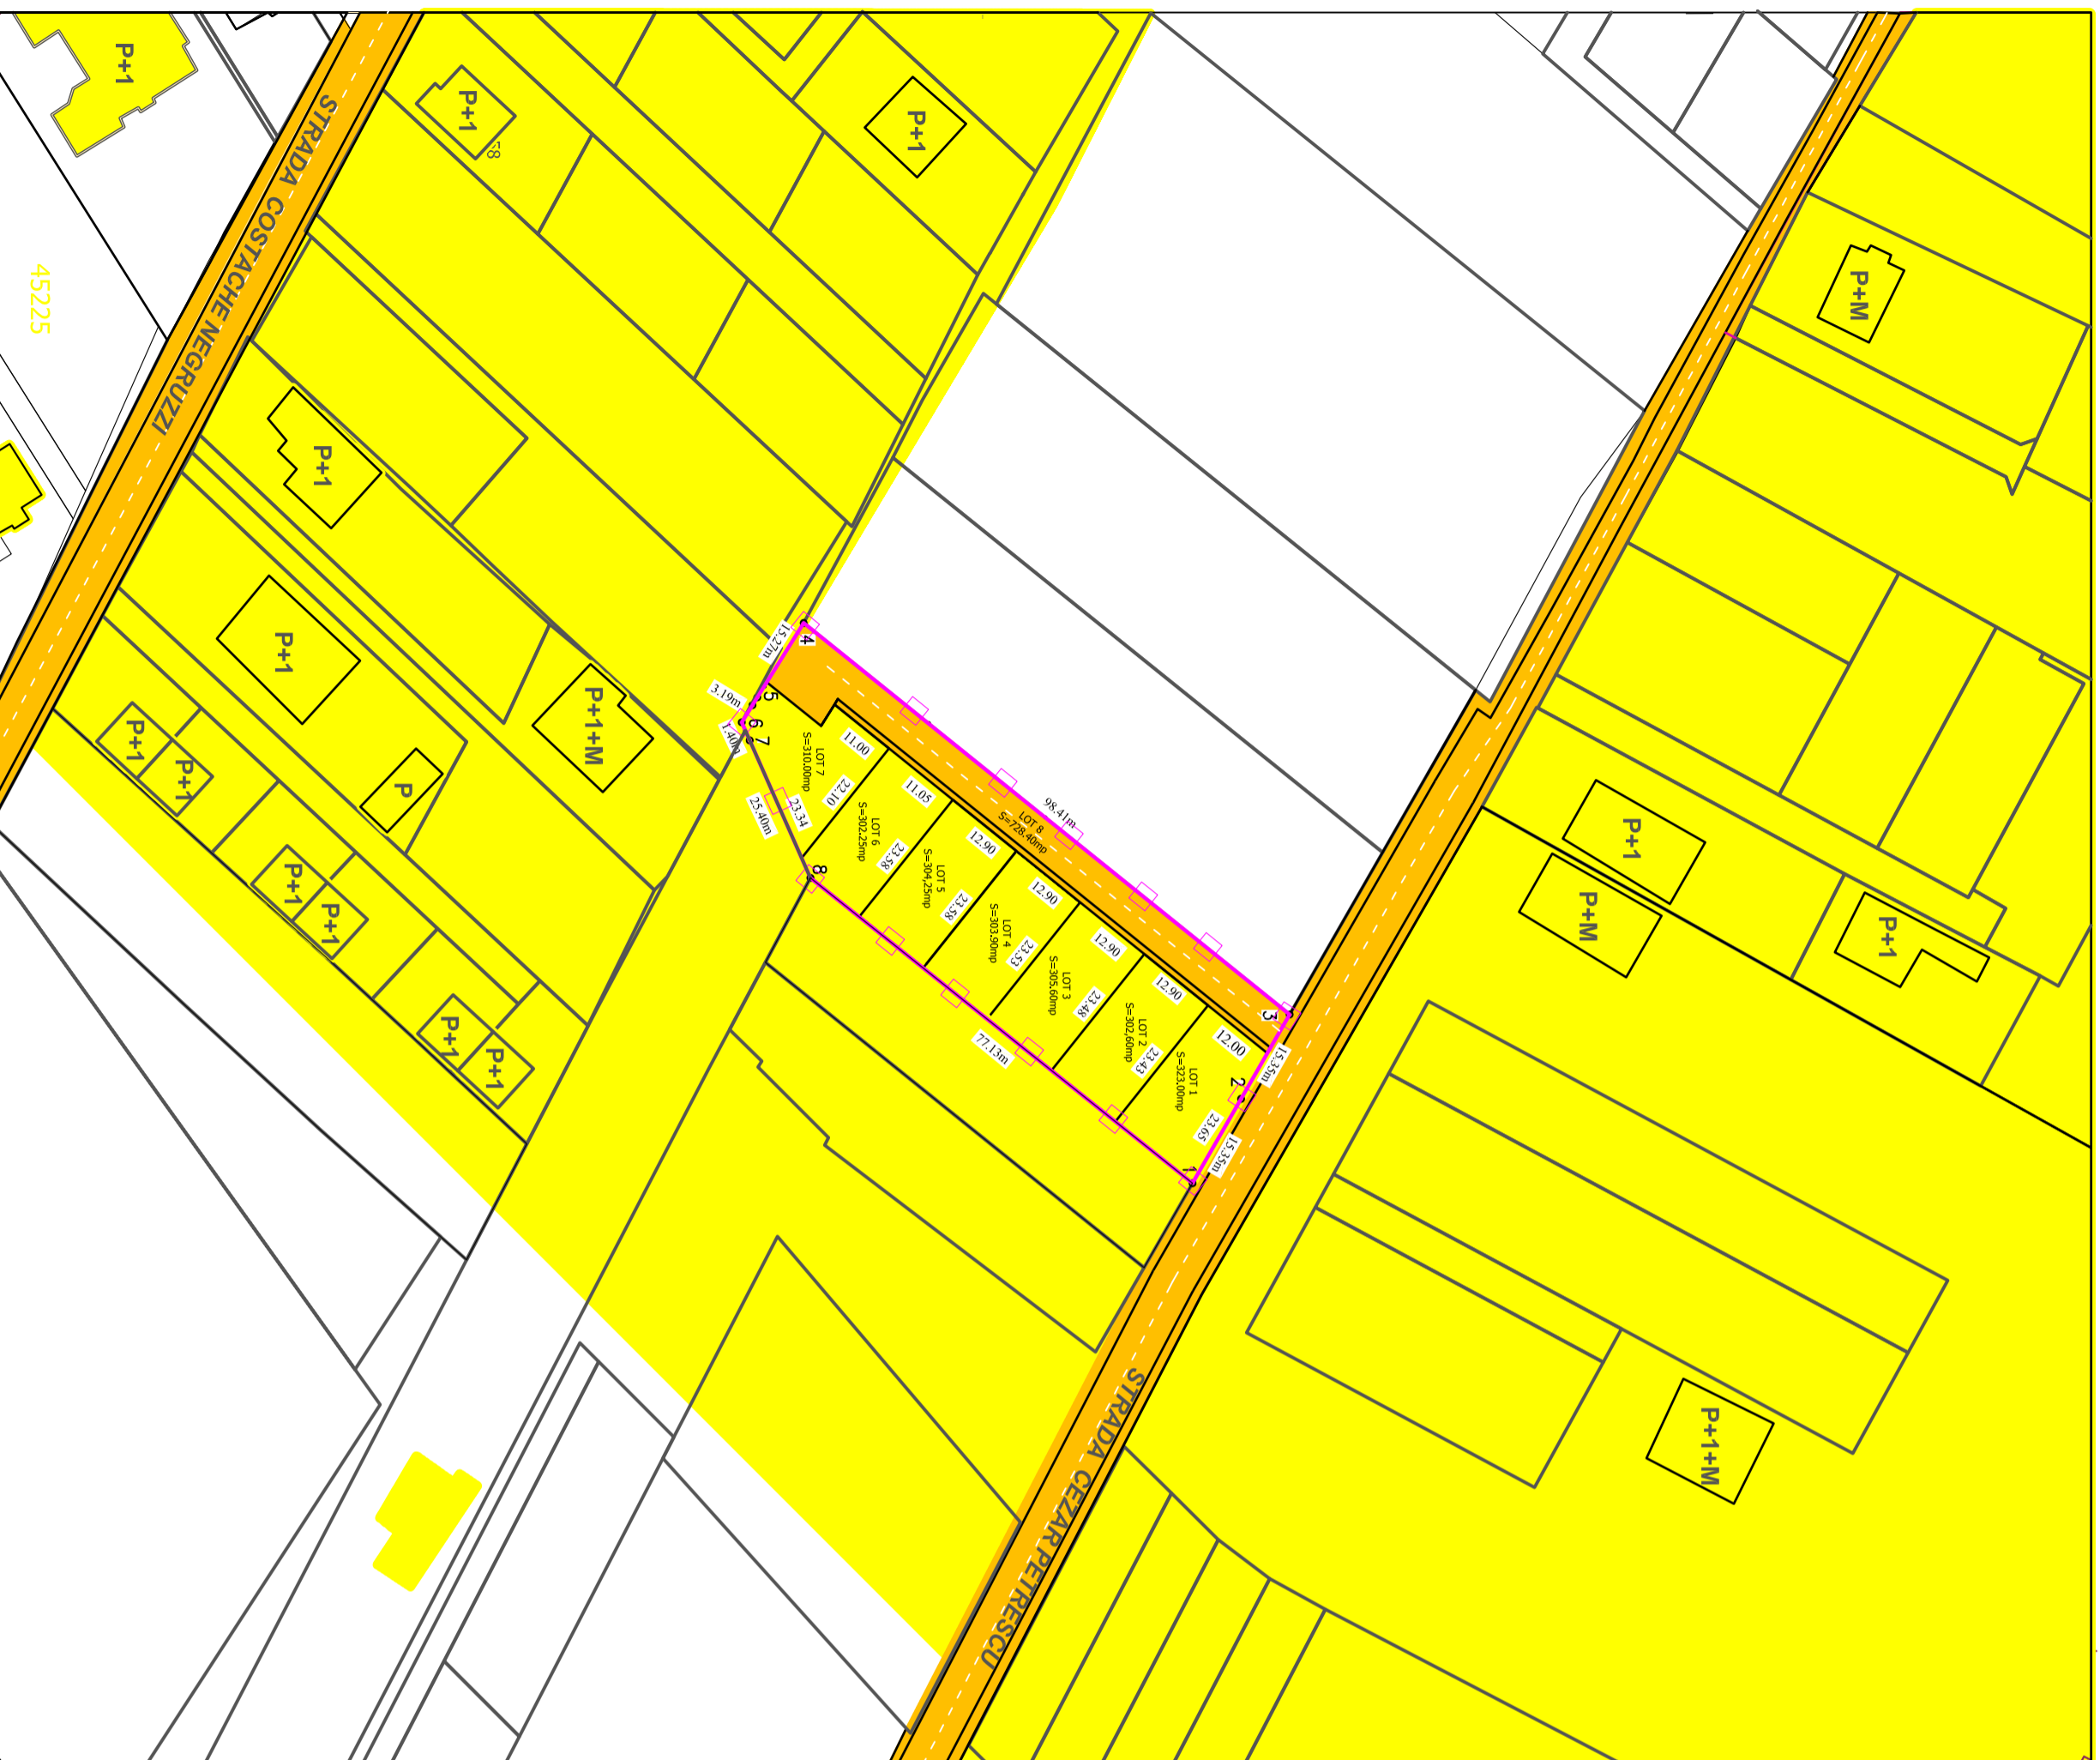 P+1
P+1
58
P+1
STRADA COSTACHE NEGRUZZI
45225
P+M
P+1
P+1
P+1+M
P+1
P+1
P
P+1
P+1
P+1
P+1
P+1
P+M
P+1
P+1+M
STRADA CEZAR PETRESCU
4
15.27m
5
3.19m
6
7
1.40m
25.40m
23.34
8
98.41m
LOT 8
S=728.40mp
LOT 7
S=310.00mp
11.00
22.10
LOT 6
S=302.25mp
11.05
23.58
LOT 5
S=304,25mp
12.90
23.58
LOT 4
S=303.90mp
12.90
23.53
LOT 3
S=305.60mp
12.90
23.48
LOT 2
S=302,60mp
12.90
23.43
LOT 1
S=323.00mp
12.00
23.65
77.13m
3
15.35m
2
15.35m
1